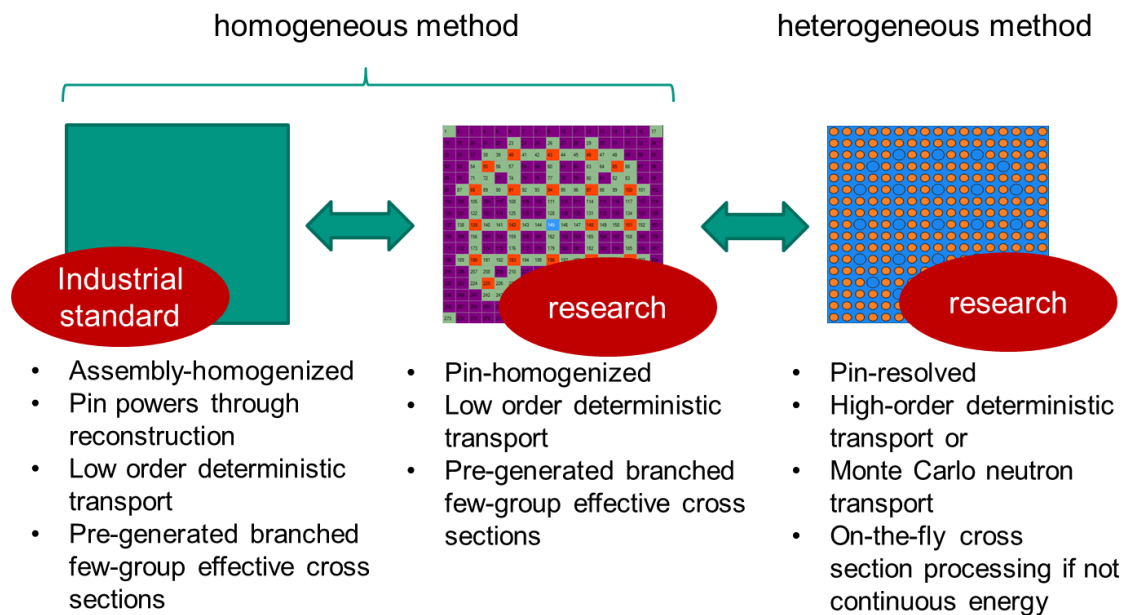 homogeneous method
heterogeneous method
Industrial
standard
research
research
• Assembly-homogenized
• Pin powers through
reconstruction
• Low order deterministic
transport
• Pre-generated branched
few-group effective cross
sections
• Pin-homogenized
• Low order deterministic
transport
• Pre-generated branched
few-group effective cross
sections
• Pin-resolved
• High-order deterministic
transport or
• Monte Carlo neutron
transport
• On-the-fly cross
section processing if not
continuous energy